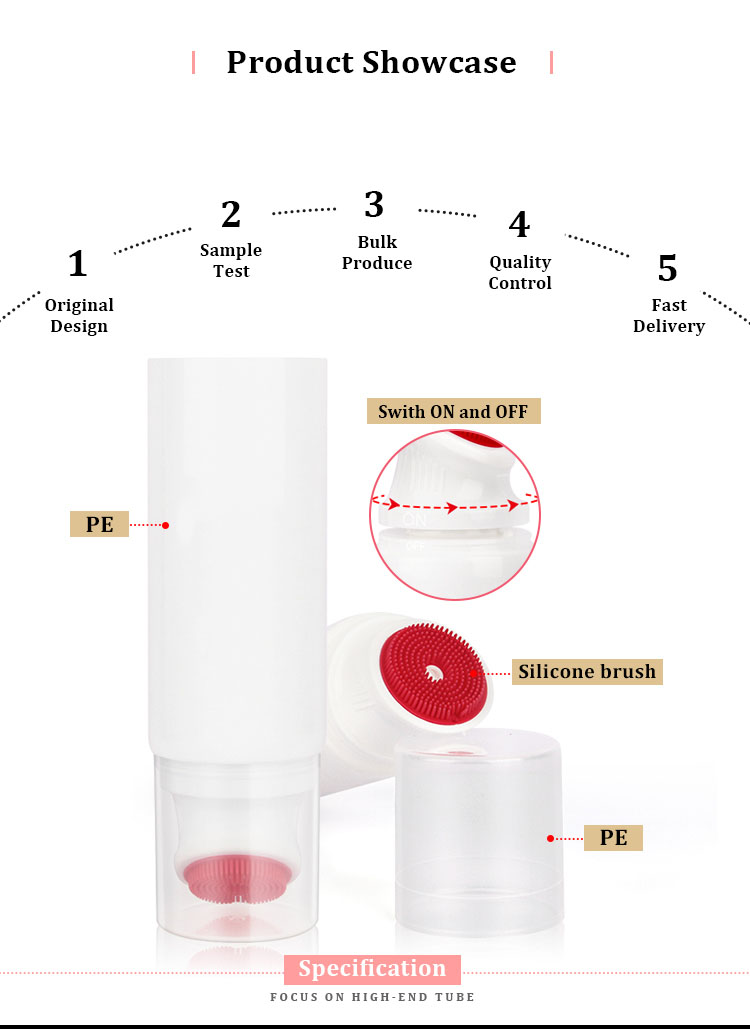 Product Showcase
1
Original
Design
2
Sample
Test
3
Bulk
Produce
4
Quality
Control
5
Fast
Delivery
Swith ON and OFF
PE
ON
OFF
Silicone brush
PE
Specification
FOCUS ON HIGH-END TUBE